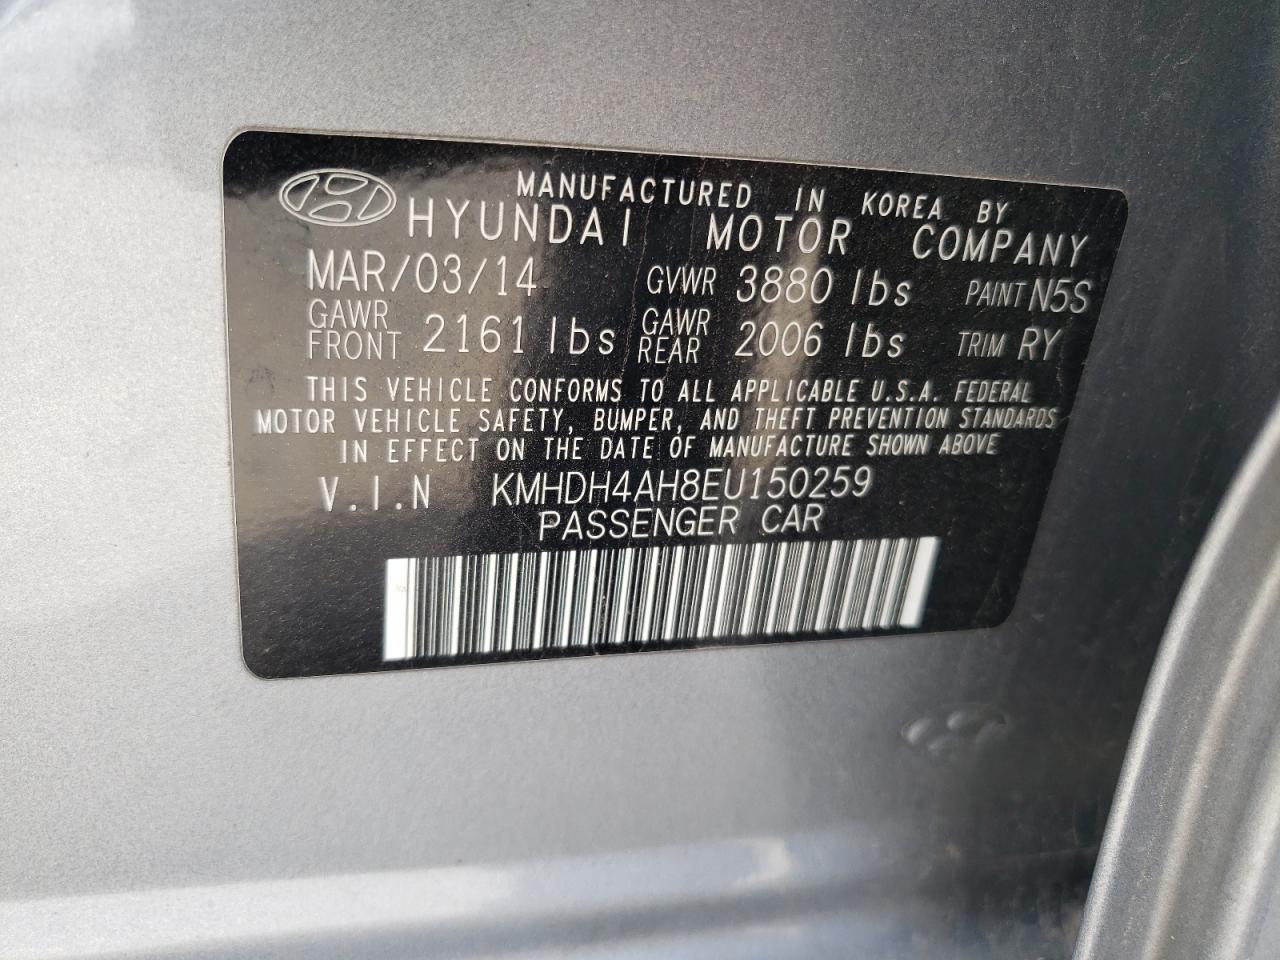 MANUFACTURED IN KOREA BY
HYUNDAI MOTOR COMPANY
MAR/03/14 GVWR 3880 lbs PAINT N5S
GAWR FRONT 2161 lbs GAWR REAR 2006 lbs TRIM RY
THIS VEHICLE CONFORMS TO ALL APPLICABLE U.S.A. FEDERAL
MOTOR VEHICLE SAFETY, BUMPER, AND THEFT PREVENTION STANDARDS
IN EFFECT ON THE DATE OF MANUFACTURE SHOWN ABOVE
V.I.N KMHDH4AH8EU150259
PASSENGER CAR